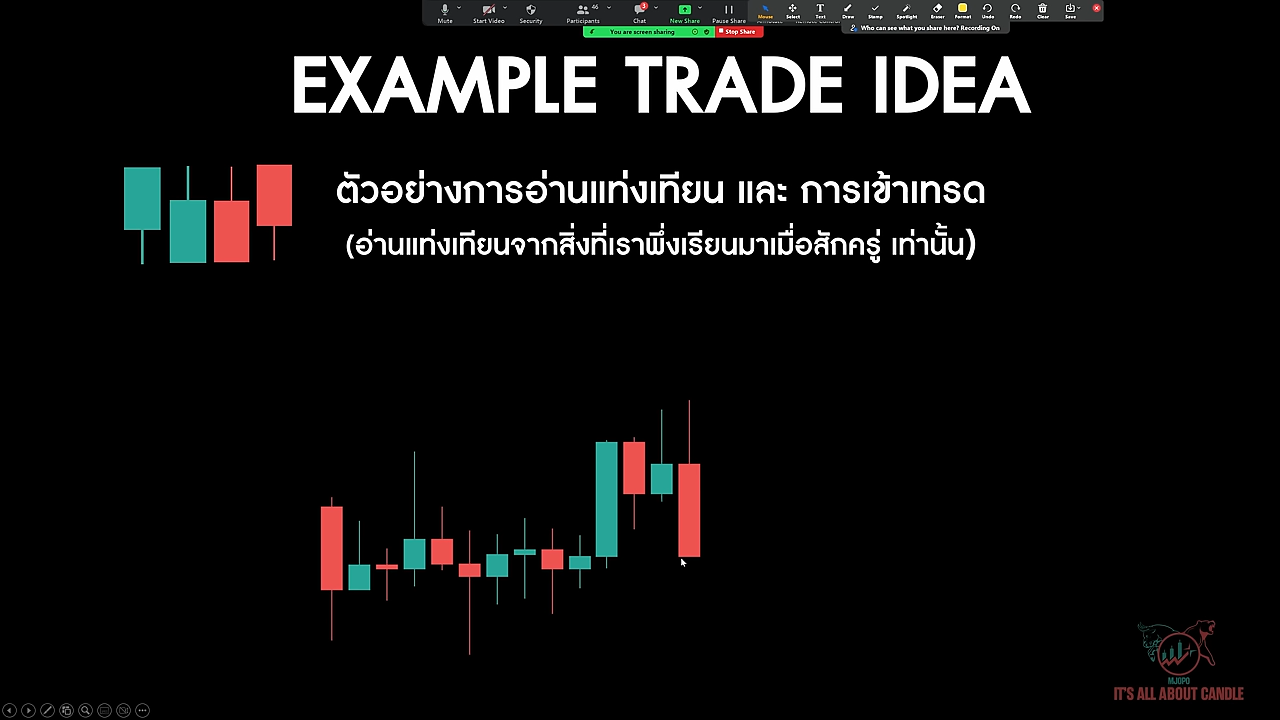 Mute
Start Video
Security
Participants
46
Chat
3
New Share
Pause Share
Mouse
Select
Text
Draw
Stamp
Spotlight
Eraser
Format
Undo
Redo
Clear
Save
You are screen sharing
Stop Share
Who can see what you share here? Recording On
EXAMPLE TRADE IDEA
ตัวอย่างการอ่านแท่งเทียน และ การเข้าเทรด
(อ่านแท่งเทียนจากสิ่งที่เราพึ่งเรียนมาเมื่อสักครู่ เท่านั้น)
MJOPO
IT'S ALL ABOUT CANDLE